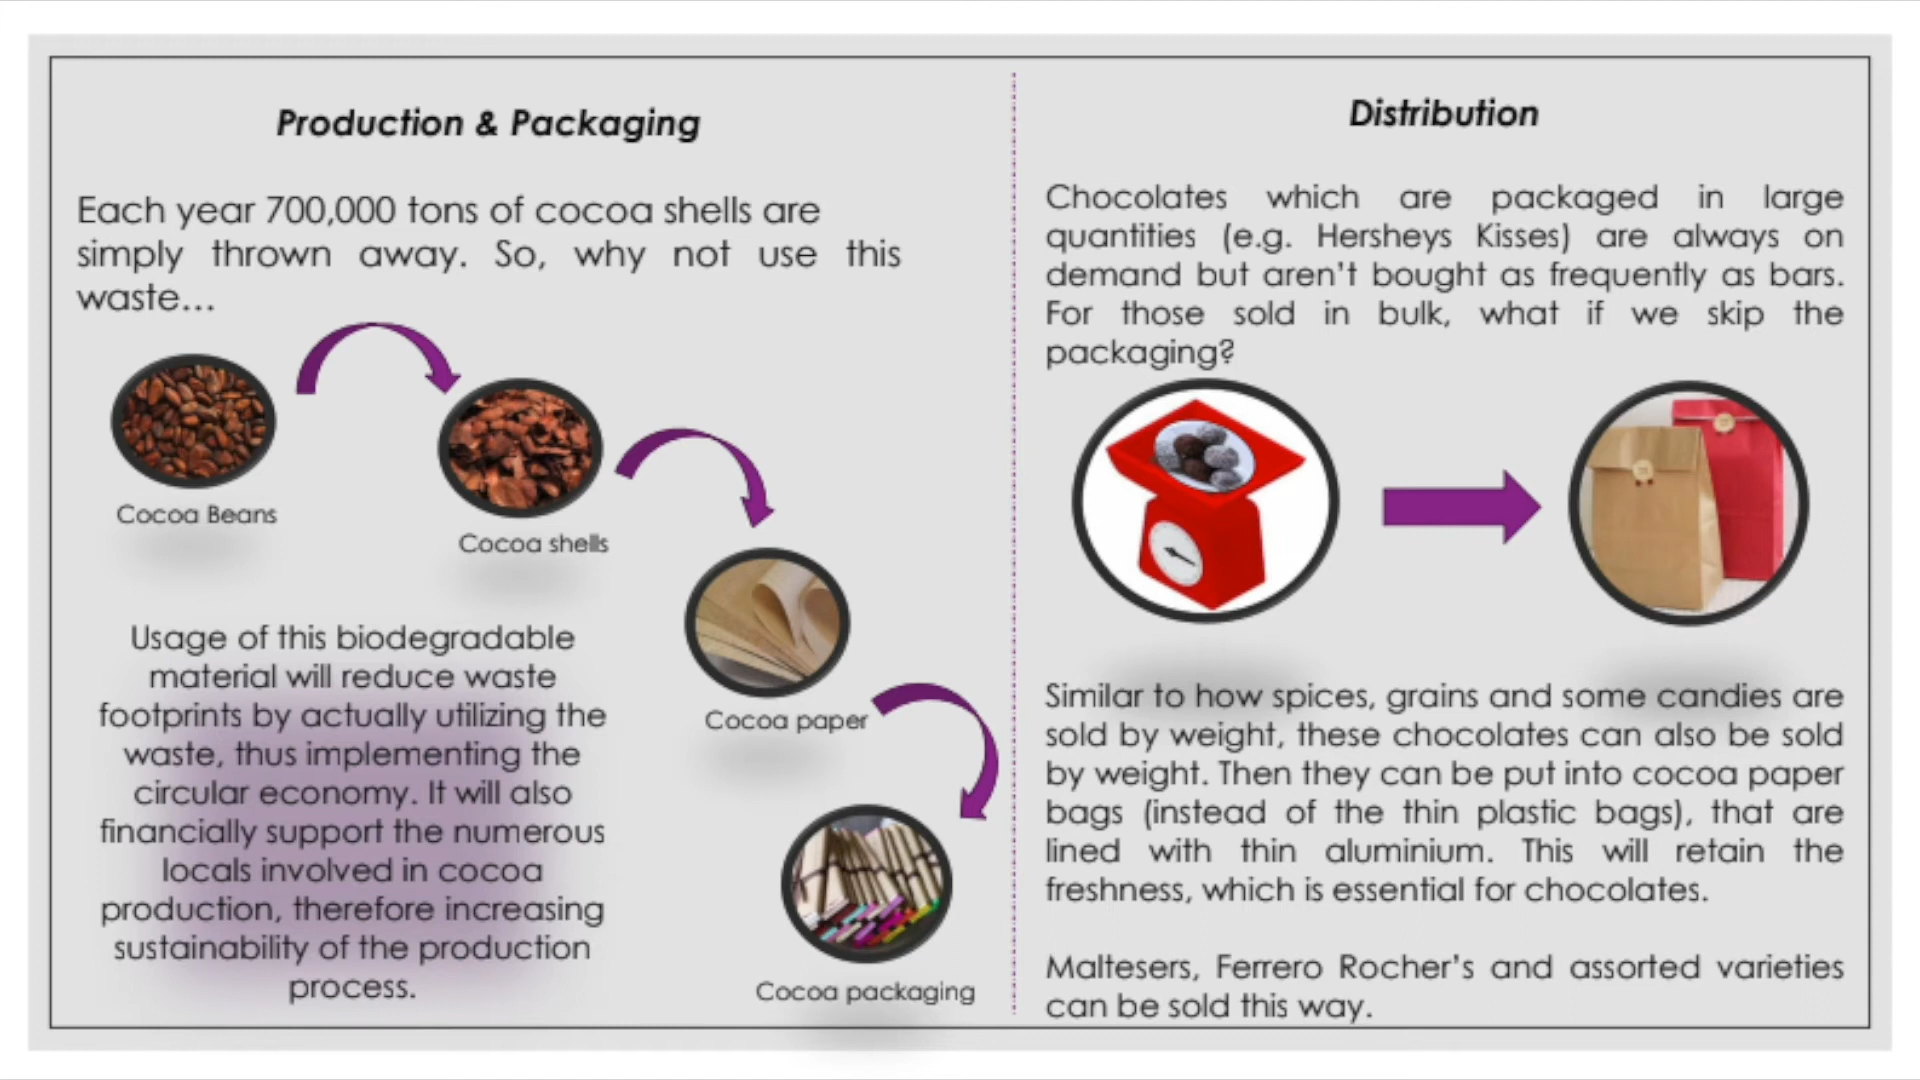 Production & Packaging
Each year 700,000 tons of cocoa shells are
simply thrown away. So, why not use this
waste...
Cocoa Beans
Cocoa shells
Cocoa paper
Cocoa packaging
Usage of this biodegradable
material will reduce waste
footprints by actually utilizing the
waste, thus implementing the
circular economy. It will also
financially support the numerous
locals involved in cocoa
production, therefore increasing
sustainability of the production
process.
Distribution
Chocolates which are packaged in large
quantities (e.g. Hersheys Kisses) are always on
demand but aren't bought as frequently as bars.
For those sold in bulk, what if we skip the
packaging?
Similar to how spices, grains and some candies are
sold by weight, these chocolates can also be sold
by weight. Then they can be put into cocoa paper
bags (instead of the thin plastic bags), that are
lined with thin aluminium. This will retain the
freshness, which is essential for chocolates.
Maltesers, Ferrero Rocher's and assorted varieties
can be sold this way.